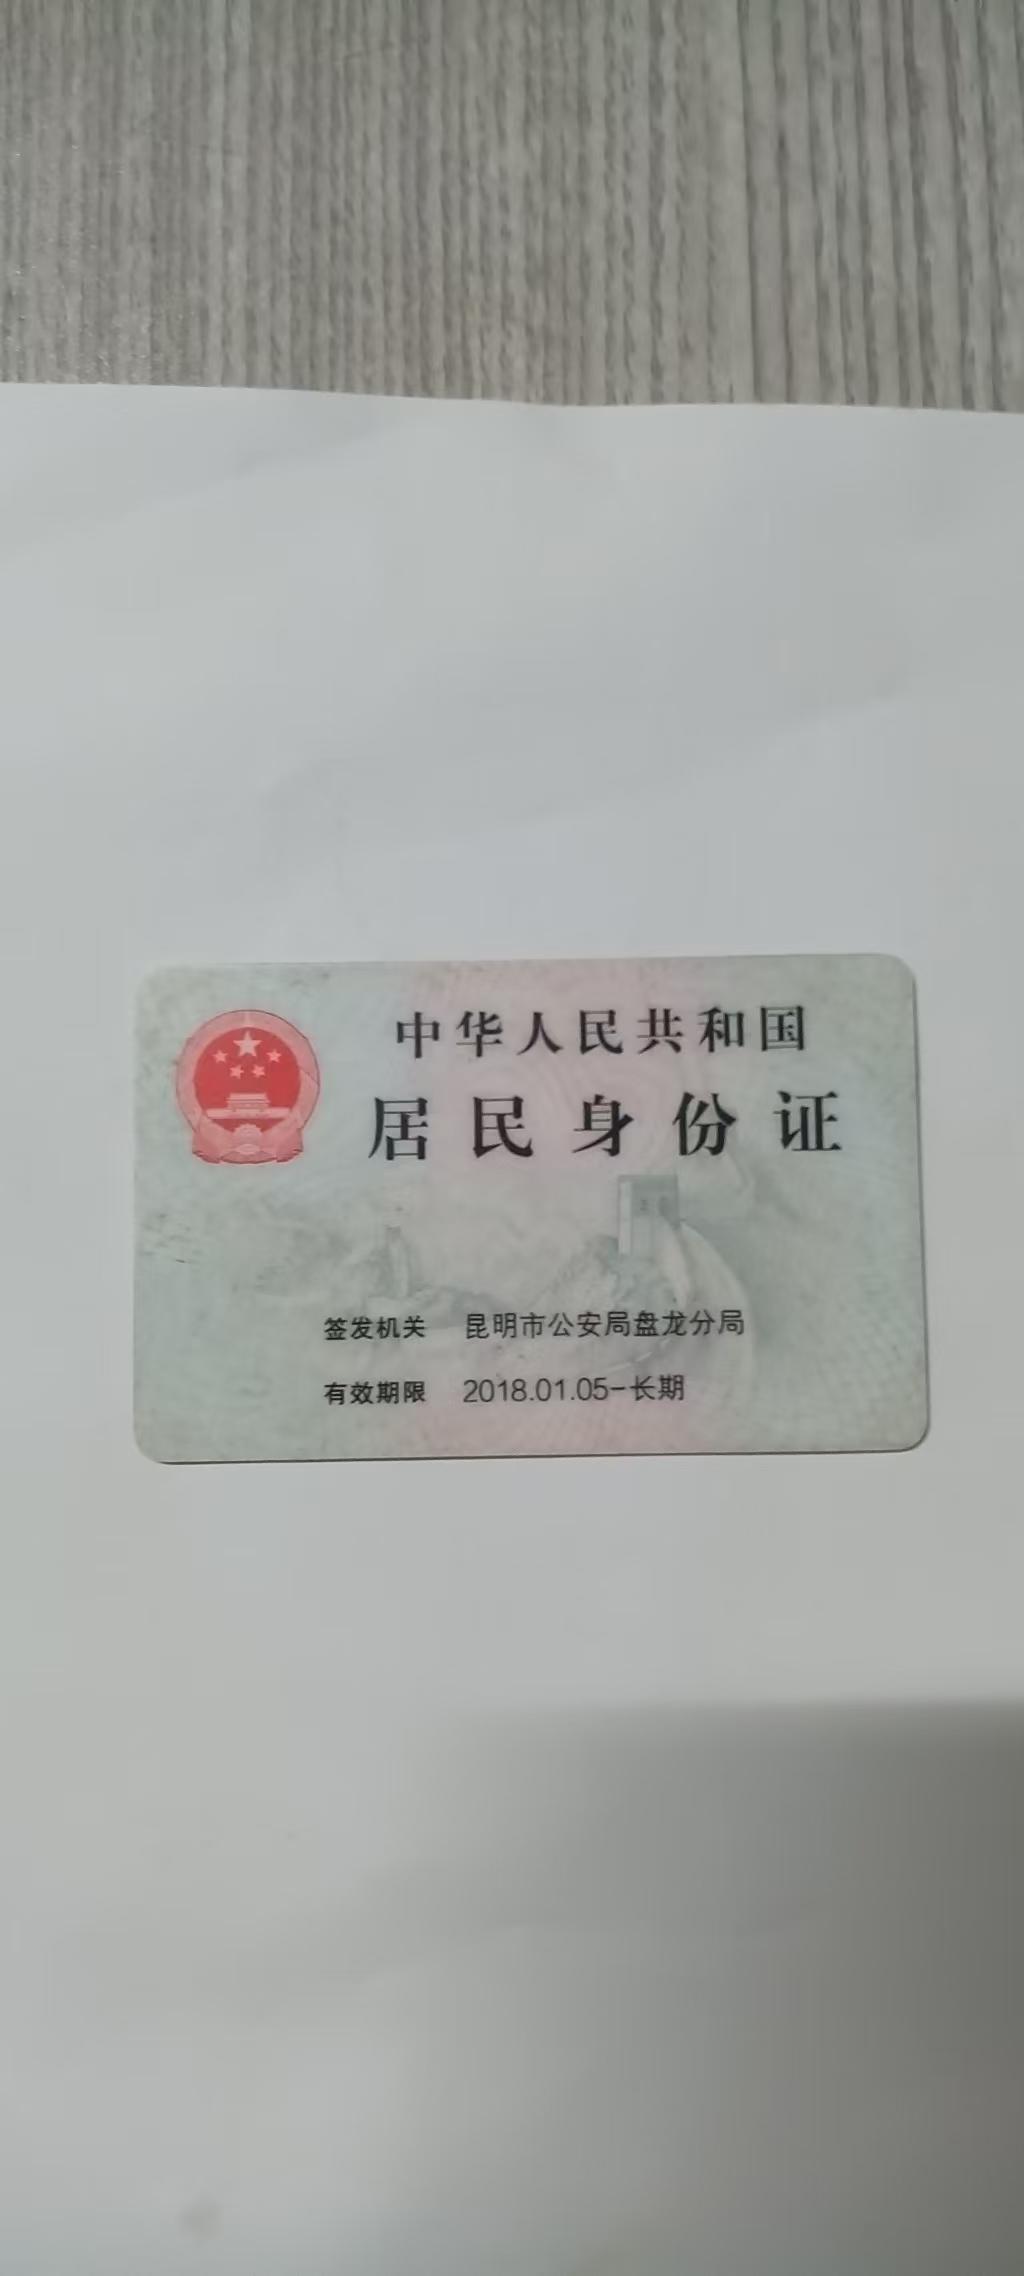 中华人民共和国
居民身份证
签发机关 昆明市公安局盘龙分局
有效期限 2018.01.05-长期